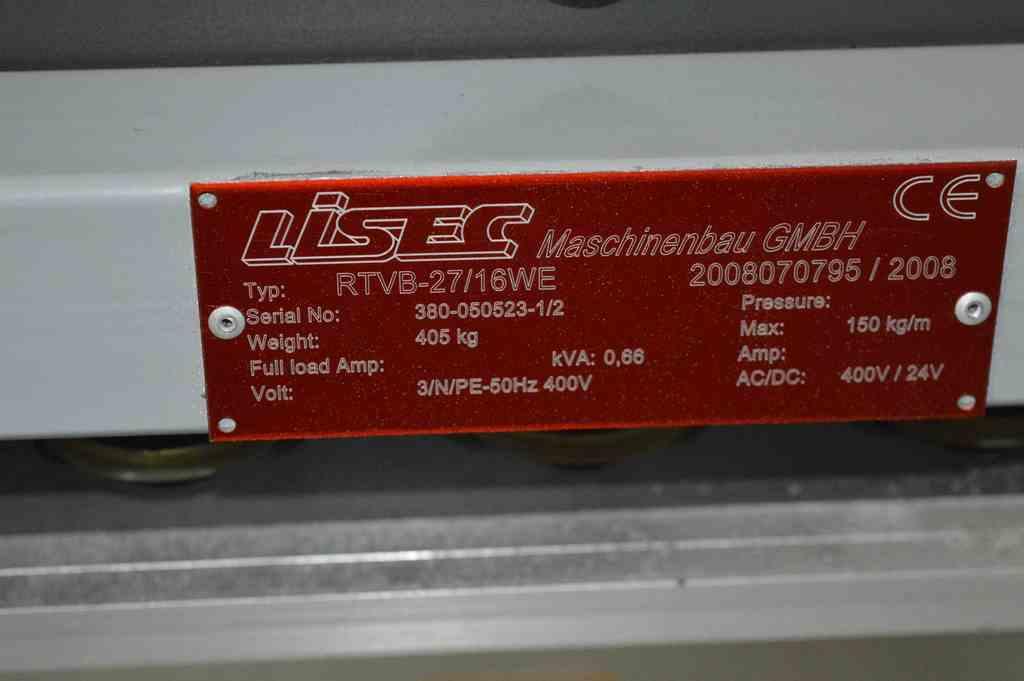 LiSEC Maschinenbau GMBH CE
Typ: RTVB-27/16WE 2008070795 / 2008
Serial No: 380-050523-1/2 Pressure:
Weight: 405 kg Max: 150 kg/m
Full load Amp: kVA: 0,66 Amp:
Volt: 3/N/PE-50Hz 400V AC/DC: 400V / 24V